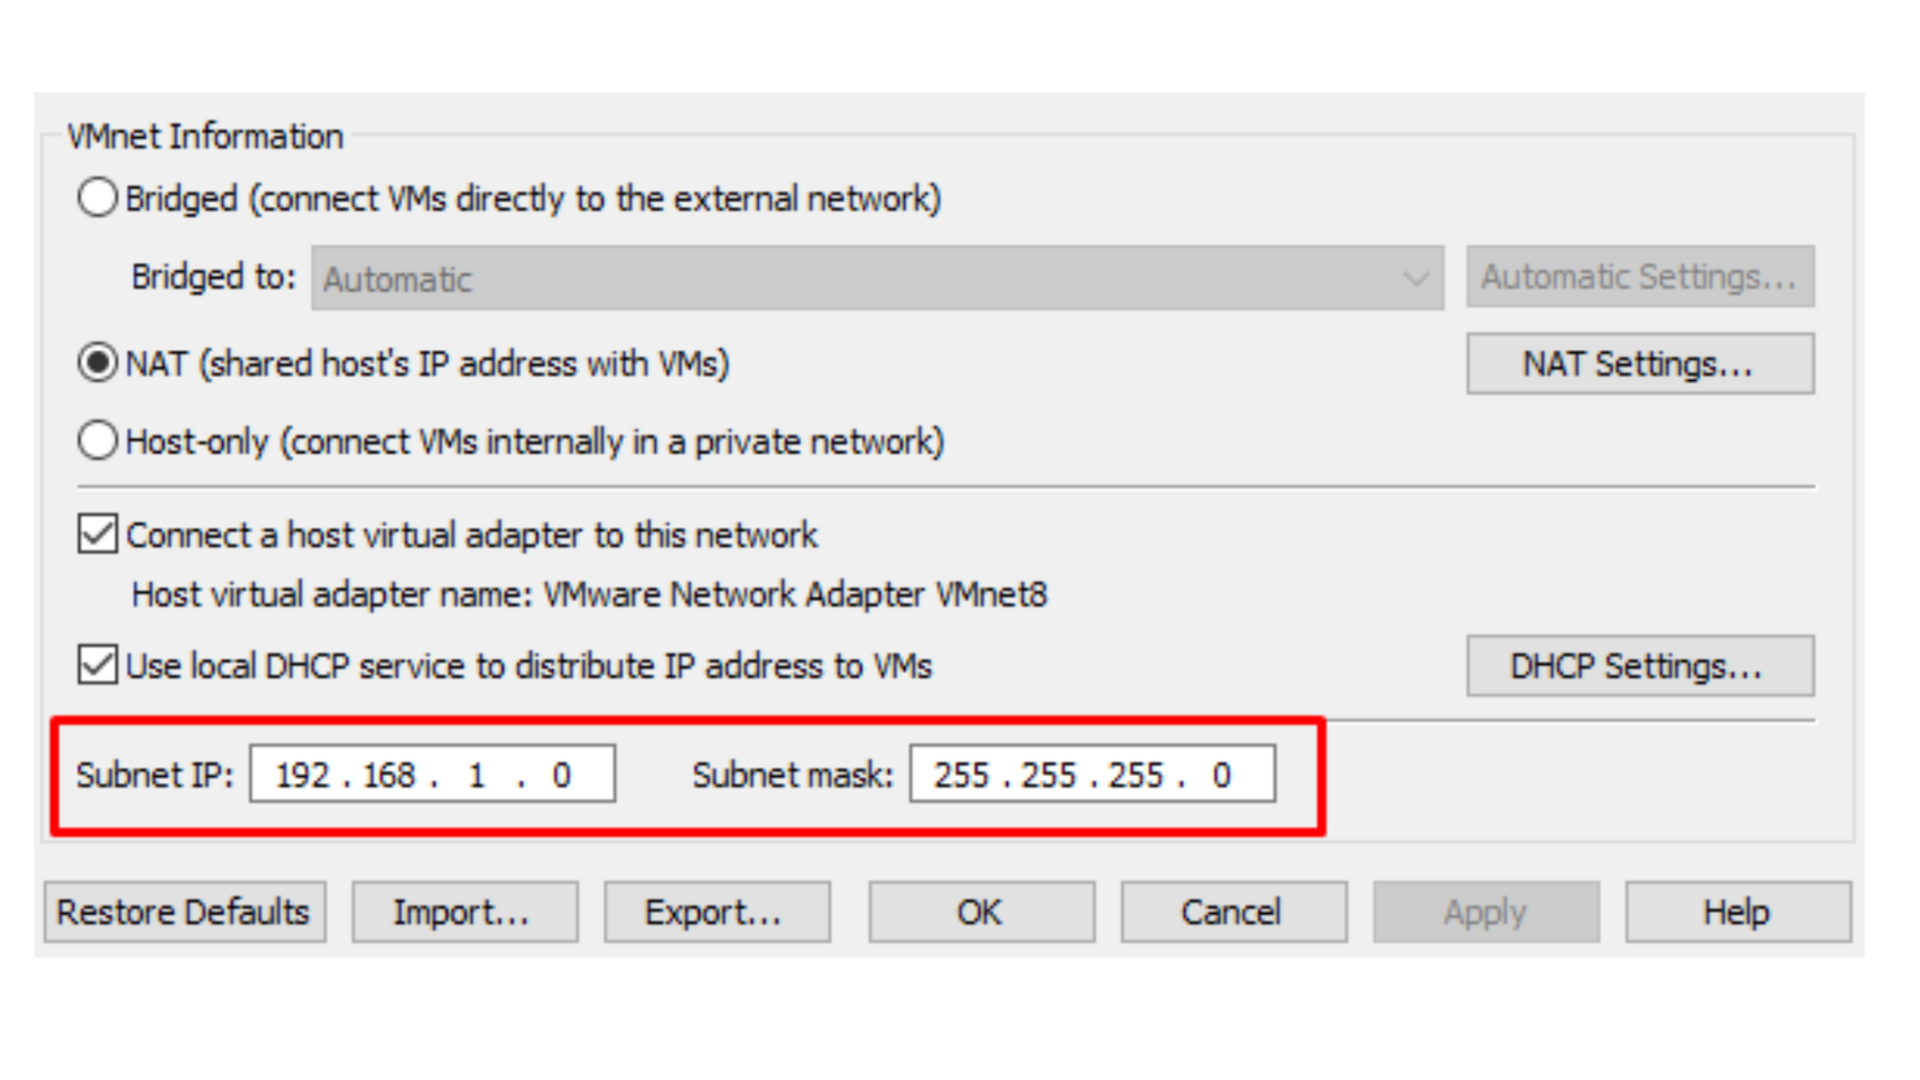 VMnet Information
Bridged (connect VMs directly to the external network)
Bridged to: Automatic Automatic Settings...
NAT (shared host's IP address with VMs) NAT Settings...
Host-only (connect VMs internally in a private network)
Connect a host virtual adapter to this network
Host virtual adapter name: VMware Network Adapter VMnet8
Use local DHCP service to distribute IP address to VMs DHCP Settings...
Subnet IP: 192 . 168 . 1 . 0 Subnet mask: 255 . 255 . 255 . 0
Restore Defaults Import... Export... OK Cancel Apply Help